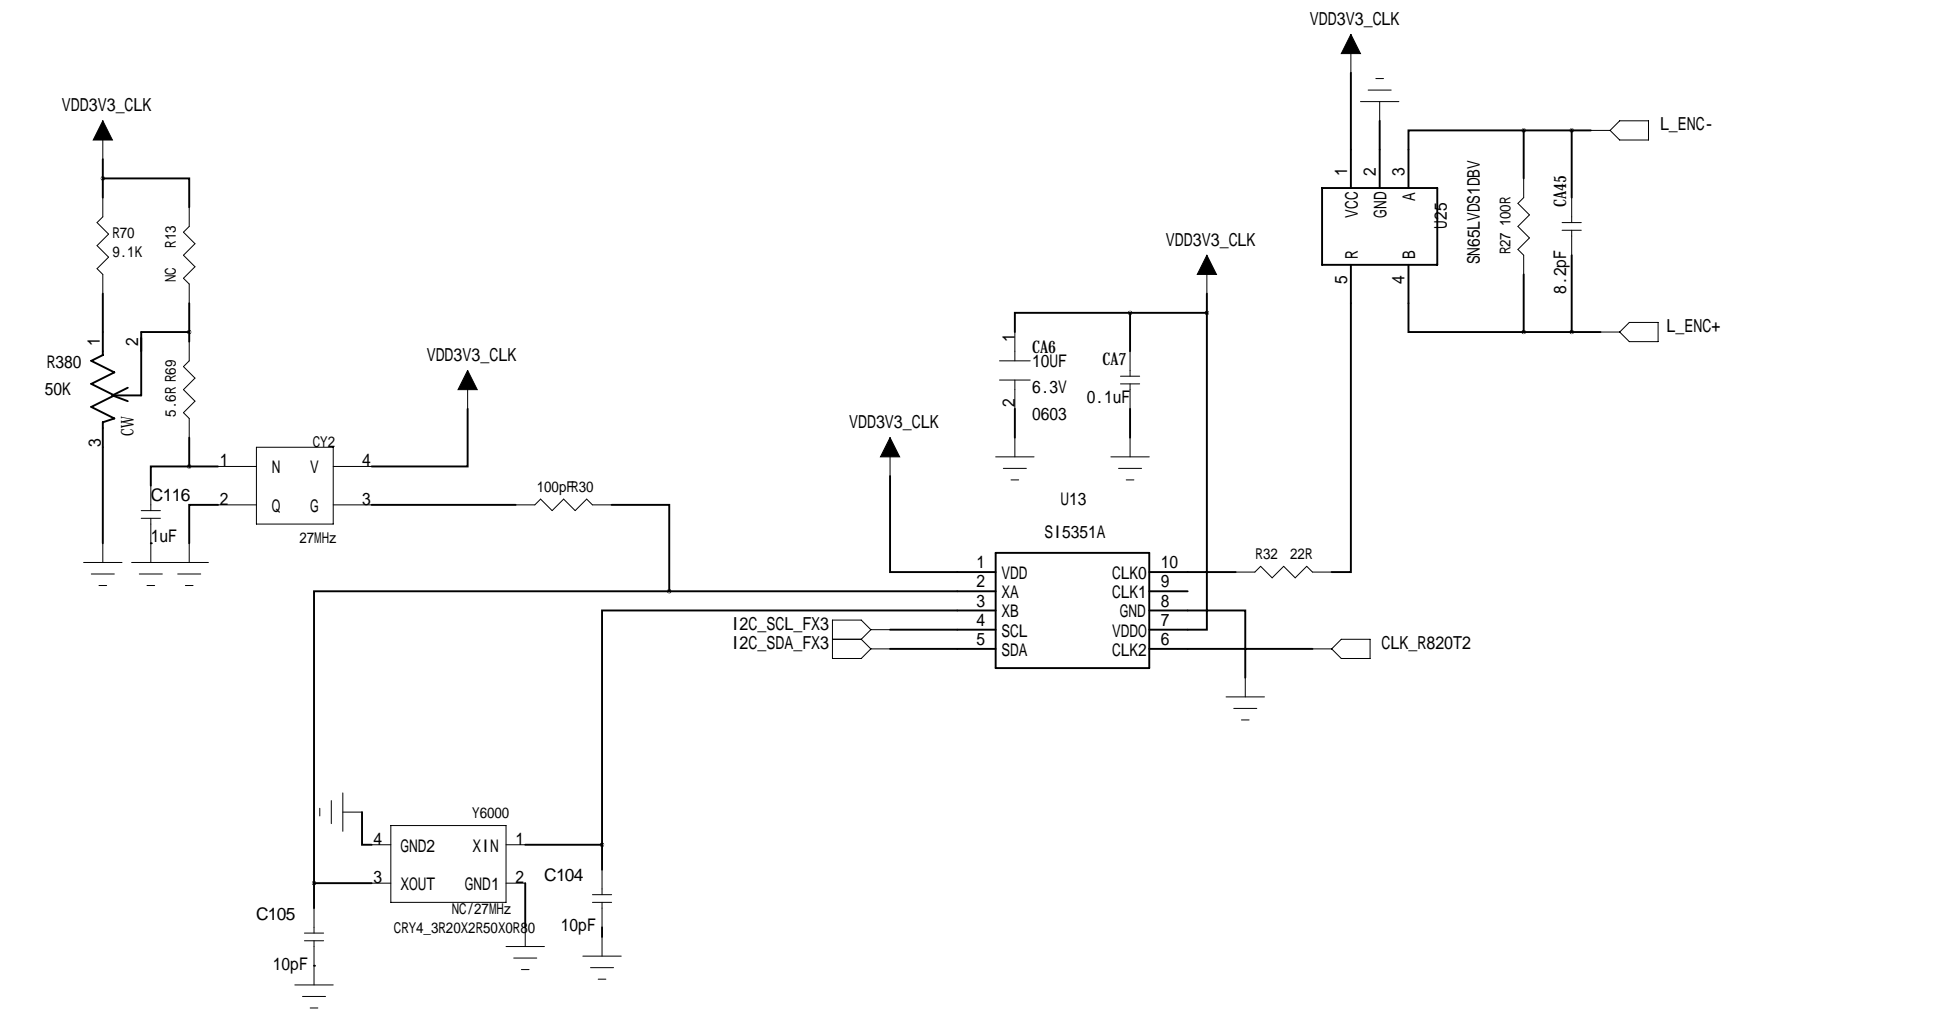 VDD3V3_CLK
VDD3V3_CLK
L_ENC-
1
2
3
VCC
GND
A
R
B
5
4
U25
SN65LVDS1DBV
R27 100R
CA45
8.2pF
L_ENC+
R70
9.1K
R13
NC
1
2
R380
50K
3
CW
5.6R R69
VDD3V3_CLK
VDD3V3_CLK
1
CA6
10UF
6.3V
2
0603
CA7
0.1uF
VDD3V3_CLK
CY2
1
N
V
4
2
Q
G
3
27MHz
C116
.1uF
100pF
R30
U13
SI5351A
1
VDD
2
XA
3
XB
4
SCL
5
SDA
CLK0
10
CLK1
9
GND
8
VDDO
7
CLK2
6
R32 22R
I2C_SCL_FX3
I2C_SDA_FX3
CLK_R820T2
Y6000
4
GND2
XIN
1
3
XOUT
GND1
2
NC/27MHz
CRY4_3R20X2R50X0R80
C104
10pF
C105
10pF